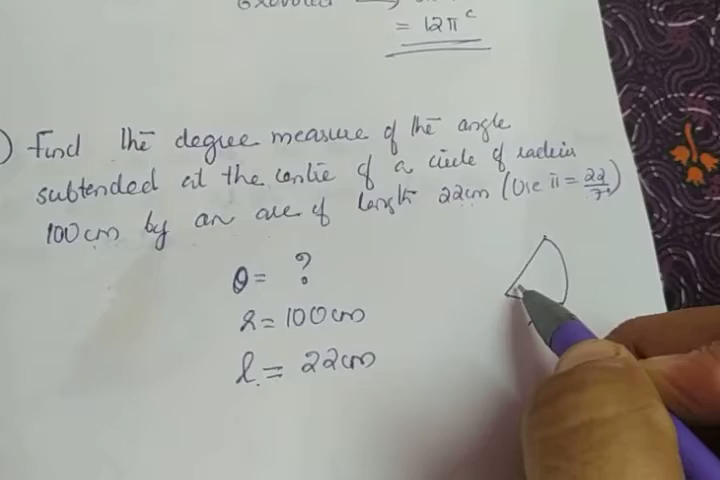 = 12π ᶜ
) Find the degree measure of the angle
subtended at the centre of a circle of radius
100cm by an arc of length 22cm (Use π = 22/7)
θ = ?
r = 100cm
l = 22cm